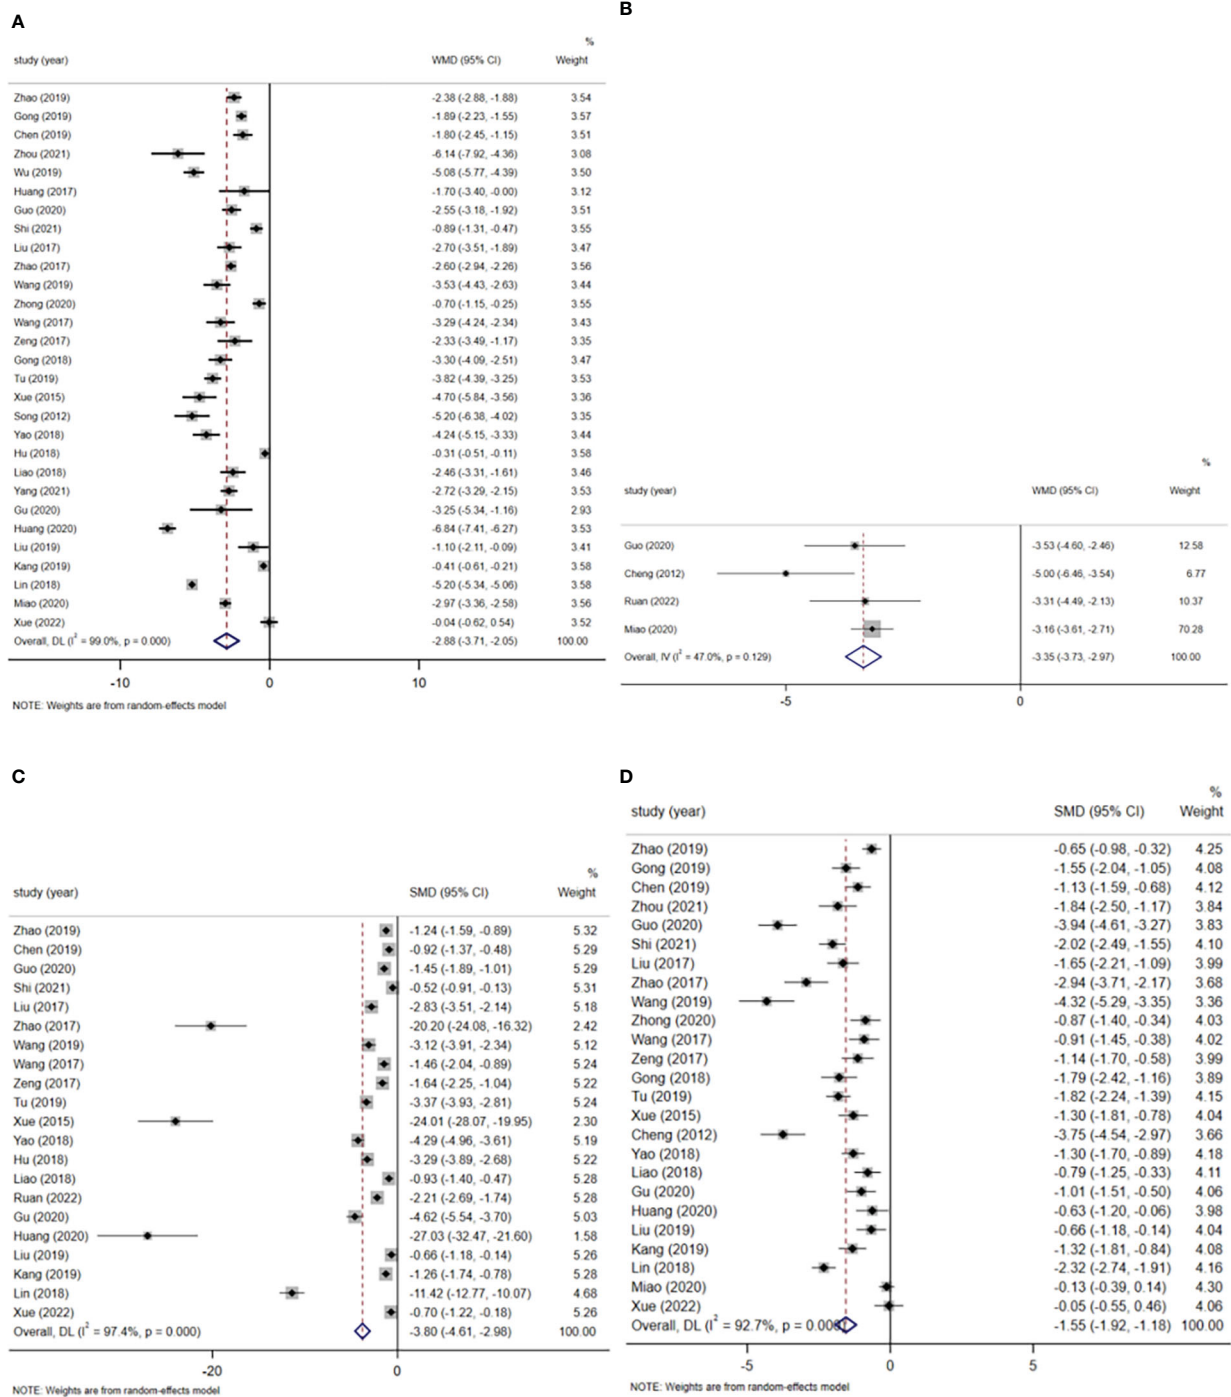 A
%
study (year) WMD (95% CI) Weight
Zhao (2019) -2.38 (-2.88, -1.88) 3.54
Gong (2019) -1.89 (-2.23, -1.55) 3.57
Chen (2019) -1.80 (-2.45, -1.15) 3.51
Zhou (2021) -6.14 (-7.92, -4.36) 3.08
Wu (2019) -5.08 (-5.77, -4.39) 3.50
Huang (2017) -1.70 (-3.40, -0.00) 3.12
Guo (2020) -2.55 (-3.18, -1.92) 3.51
Shi (2021) -0.89 (-1.31, -0.47) 3.55
Liu (2017) -2.70 (-3.51, -1.89) 3.47
Zhao (2017) -2.60 (-2.94, -2.26) 3.56
Wang (2019) -3.53 (-4.43, -2.63) 3.44
Zhong (2020) -0.70 (-1.15, -0.25) 3.55
Wang (2017) -3.29 (-4.24, -2.34) 3.43
Zeng (2017) -2.33 (-3.49, -1.17) 3.35
Gong (2018) -3.30 (-4.09, -2.51) 3.47
Tu (2019) -3.82 (-4.39, -3.25) 3.53
Xue (2015) -4.70 (-5.84, -3.56) 3.36
Song (2012) -5.20 (-6.38, -4.02) 3.35
Yao (2018) -4.24 (-5.15, -3.33) 3.44
Hu (2018) -0.31 (-0.51, -0.11) 3.58
Liao (2018) -2.46 (-3.31, -1.61) 3.46
Yang (2021) -2.72 (-3.29, -2.15) 3.53
Gu (2020) -3.25 (-5.34, -1.16) 2.93
Huang (2020) -6.84 (-7.41, -6.27) 3.53
Liu (2019) -1.10 (-2.11, -0.09) 3.41
Kang (2019) -0.41 (-0.61, -0.21) 3.58
Lin (2018) -5.20 (-5.34, -5.06) 3.58
Miao (2020) -2.97 (-3.36, -2.58) 3.56
Xue (2022) -0.04 (-0.62, 0.54) 3.52
Overall, DL (I² = 99.0%, p = 0.000) -2.88 (-3.71, -2.05) 100.00
-10 0 10
NOTE: Weights are from random-effects model
B
%
study (year) WMD (95% CI) Weight
Guo (2020) -3.53 (-4.60, -2.46) 12.58
Cheng (2012) -5.00 (-6.46, -3.54) 6.77
Ruan (2022) -3.31 (-4.49, -2.13) 10.37
Miao (2020) -3.16 (-3.61, -2.71) 70.28
Overall, IV (I² = 47.0%, p = 0.129) -3.35 (-3.73, -2.97) 100.00
-5 0
C
%
study (year) SMD (95% CI) Weight
Zhao (2019) -1.24 (-1.59, -0.89) 5.32
Chen (2019) -0.92 (-1.37, -0.48) 5.29
Guo (2020) -1.45 (-1.89, -1.01) 5.29
Shi (2021) -0.52 (-0.91, -0.13) 5.31
Liu (2017) -2.83 (-3.51, -2.14) 5.18
Zhao (2017) -20.20 (-24.08, -16.32) 2.42
Wang (2019) -3.12 (-3.91, -2.34) 5.12
Wang (2017) -1.46 (-2.04, -0.89) 5.24
Zeng (2017) -1.64 (-2.25, -1.04) 5.22
Tu (2019) -3.37 (-3.93, -2.81) 5.24
Xue (2015) -24.01 (-28.07, -19.95) 2.30
Yao (2018) -4.29 (-4.96, -3.61) 5.19
Hu (2018) -3.29 (-3.89, -2.68) 5.22
Liao (2018) -0.93 (-1.40, -0.47) 5.28
Ruan (2022) -2.21 (-2.69, -1.74) 5.28
Gu (2020) -4.62 (-5.54, -3.70) 5.03
Huang (2020) -27.03 (-32.47, -21.60) 1.58
Liu (2019) -0.66 (-1.18, -0.14) 5.26
Kang (2019) -1.26 (-1.74, -0.78) 5.28
Lin (2018) -11.42 (-12.77, -10.07) 4.68
Xue (2022) -0.70 (-1.22, -0.18) 5.26
Overall, DL (I² = 97.4%, p = 0.000) -3.80 (-4.61, -2.98) 100.00
-20 0
NOTE: Weights are from random-effects model
D
%
study (year) SMD (95% CI) Weight
Zhao (2019) -0.65 (-0.98, -0.32) 4.25
Gong (2019) -1.55 (-2.04, -1.05) 4.08
Chen (2019) -1.13 (-1.59, -0.68) 4.12
Zhou (2021) -1.84 (-2.50, -1.17) 3.84
Guo (2020) -3.94 (-4.61, -3.27) 3.83
Shi (2021) -2.02 (-2.49, -1.55) 4.10
Liu (2017) -1.65 (-2.21, -1.09) 3.99
Zhao (2017) -2.94 (-3.71, -2.17) 3.68
Wang (2019) -4.32 (-5.29, -3.35) 3.36
Zhong (2020) -0.87 (-1.40, -0.34) 4.03
Wang (2017) -0.91 (-1.45, -0.38) 4.02
Zeng (2017) -1.14 (-1.70, -0.58) 3.99
Gong (2018) -1.79 (-2.42, -1.16) 3.89
Tu (2019) -1.82 (-2.24, -1.39) 4.15
Xue (2015) -1.30 (-1.81, -0.78) 4.04
Cheng (2012) -3.75 (-4.54, -2.97) 3.66
Yao (2018) -1.30 (-1.70, -0.89) 4.18
Liao (2018) -0.79 (-1.25, -0.33) 4.11
Gu (2020) -1.01 (-1.51, -0.50) 4.06
Huang (2020) -0.63 (-1.20, -0.06) 3.98
Liu (2019) -0.66 (-1.18, -0.14) 4.04
Kang (2019) -1.32 (-1.81, -0.84) 4.08
Lin (2018) -2.32 (-2.74, -1.91) 4.16
Miao (2020) -0.13 (-0.39, 0.14) 4.30
Xue (2022) -0.05 (-0.55, 0.46) 4.06
Overall, DL (I² = 92.7%, p = 0.000) -1.55 (-1.92, -1.18) 100.00
-5 0 5
NOTE: Weights are from random-effects model